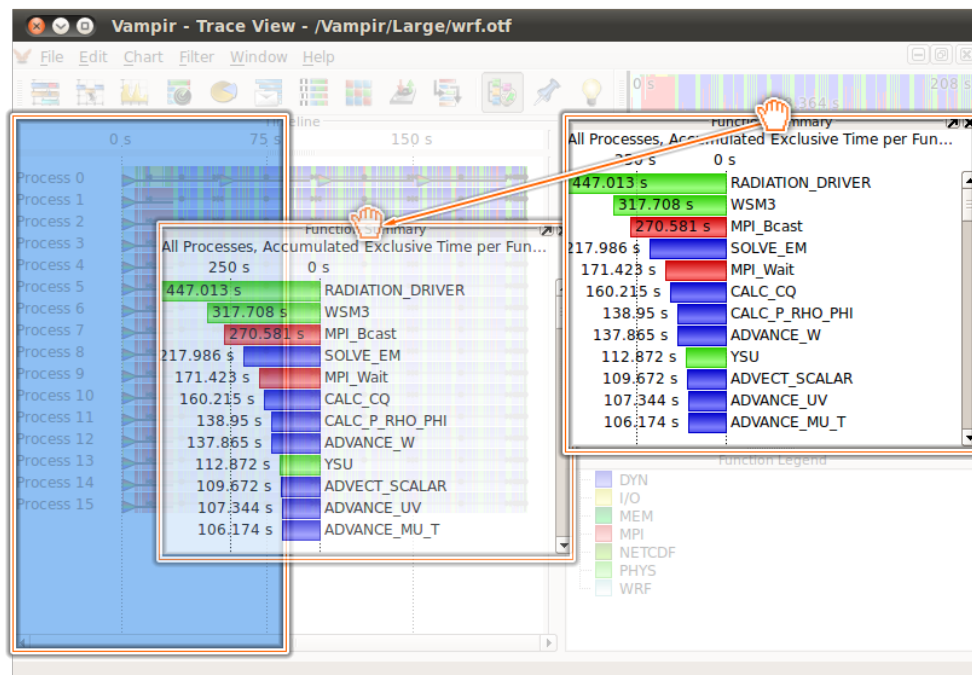 Vampir - Trace View - /Vampir/Large/wrf.otf
File Edit Chart Filter Window Help
0 s 208 s
Timeline
0 s 75 s 150 s
Process 0
Process 1
Process 2
Process 3
Process 4
Process 5
Process 6
Process 7
Process 8
Process 9
Process 10
Process 11
Process 12
Process 13
Process 14
Process 15
Function Summary
All Processes, Accumulated Exclusive Time per Fun...
250 s 0 s
447.013 s RADIATION_DRIVER
317.708 s WSM3
270.581 s MPI_Bcast
217.986 s SOLVE_EM
171.423 s MPI_Wait
160.215 s CALC_CQ
138.95 s CALC_P_RHO_PHI
137.865 s ADVANCE_W
112.872 s YSU
109.672 s ADVECT_SCALAR
107.344 s ADVANCE_UV
106.174 s ADVANCE_MU_T
Function Summary
All Processes, Accumulated Exclusive Time per Fun...
250 s 0 s
447.013 s RADIATION_DRIVER
317.708 s WSM3
270.581 s MPI_Bcast
217.986 s SOLVE_EM
171.423 s MPI_Wait
160.215 s CALC_CQ
138.95 s CALC_P_RHO_PHI
137.865 s ADVANCE_W
112.872 s YSU
109.672 s ADVECT_SCALAR
107.344 s ADVANCE_UV
106.174 s ADVANCE_MU_T
Function Legend
DYN
I/O
MEM
MPI
NETCDF
PHYS
WRF